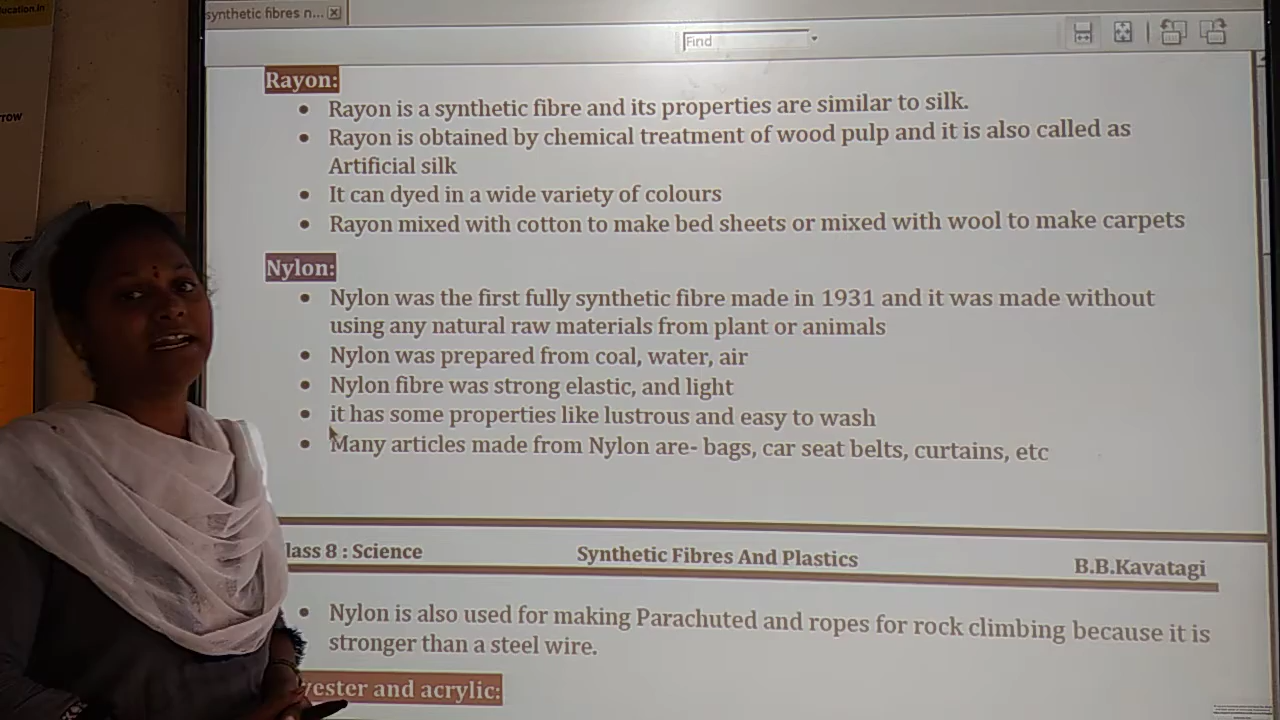 ucation.in
rrow
synthetic fibres n...
Find
Rayon:
Rayon is a synthetic fibre and its properties are similar to silk.
Rayon is obtained by chemical treatment of wood pulp and it is also called as
Artificial silk
It can dyed in a wide variety of colours
Rayon mixed with cotton to make bed sheets or mixed with wool to make carpets
Nylon:
Nylon was the first fully synthetic fibre made in 1931 and it was made without
using any natural raw materials from plant or animals
Nylon was prepared from coal, water, air
Nylon fibre was strong elastic, and light
it has some properties like lustrous and easy to wash
Many articles made from Nylon are- bags, car seat belts, curtains, etc
lass 8 : Science Synthetic Fibres And Plastics B.B.Kavatagi
Nylon is also used for making Parachuted and ropes for rock climbing because it is
stronger than a steel wire.
yester and acrylic: